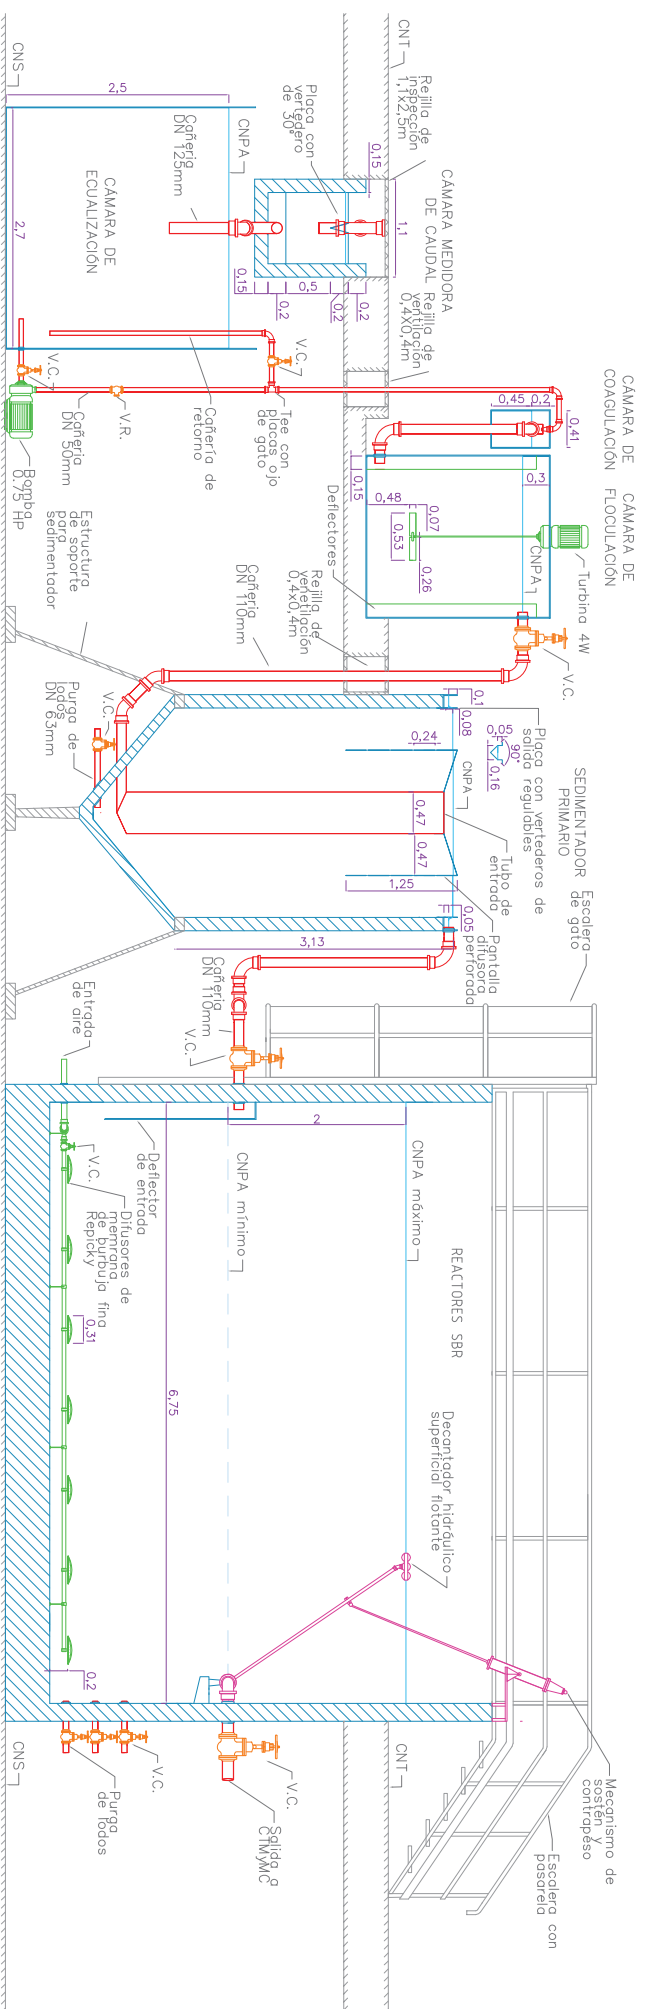 CNT
CNS
Rejilla de
inspección
1,1x2,5m
Placa con
vertedero
de 30°
0,15
1,1
CNPA
2,5
Cañeria
DN 125mm
CÁMARA DE
ECUALIZACIÓN
2,7
CÁMARA MEDIDORA
DE CAUDAL
0,15
0,2
0,5
0,2
0,2
Rejilla de
ventilación
0,4X0,4m
V.C.
V.C.
V.R.
Cañería de
retorno
Tee con
placas ojo
de gato
Cañeria
DN 50mm
Bomba
0.75 HP
CÁMARA DE
COAGULACIÓN
0,45
0,2
0,41
CÁMARA DE
FLOCULACIÓN
0,3
0,15
0,48
0,07
0,53
0,26
CNPA
Turbina 4W
Deflectores
V.C.
Estructura
de soporte
para
sedimentador
Cañeria
DN 110mm
Rejilla de
venetilación
0,4x0,4m
Purga de
lodos
DN 63mm
V.C.
0,1
0,08
Placa con vertederos de
salida regulables
0,05
90°
0,16
0,24
CNPA
SEDIMENTADOR
PRIMARIO
0,47
0,47
Tubo de
entrada
1,25
Pantalla
difusora
perforada
0,05
3,13
Escalera
de gato
Cañeria
DN 110mm
V.C.
Entrada
de aire
V.C.
Deflector
de entrada
Difusores de
memrana
de burbuja fina
Repicky
0,31
2
CNPA mínimo
CNPA máximo
REACTORES SBR
6,75
Decantador hidráulico
superficial flotante
0,2
V.C.
Purga
de lodos
V.C.
Salida a
CTMyMC
Mecanismo de
sostén y
contrapeso
Escalera con
pasarela
CNT
CNS